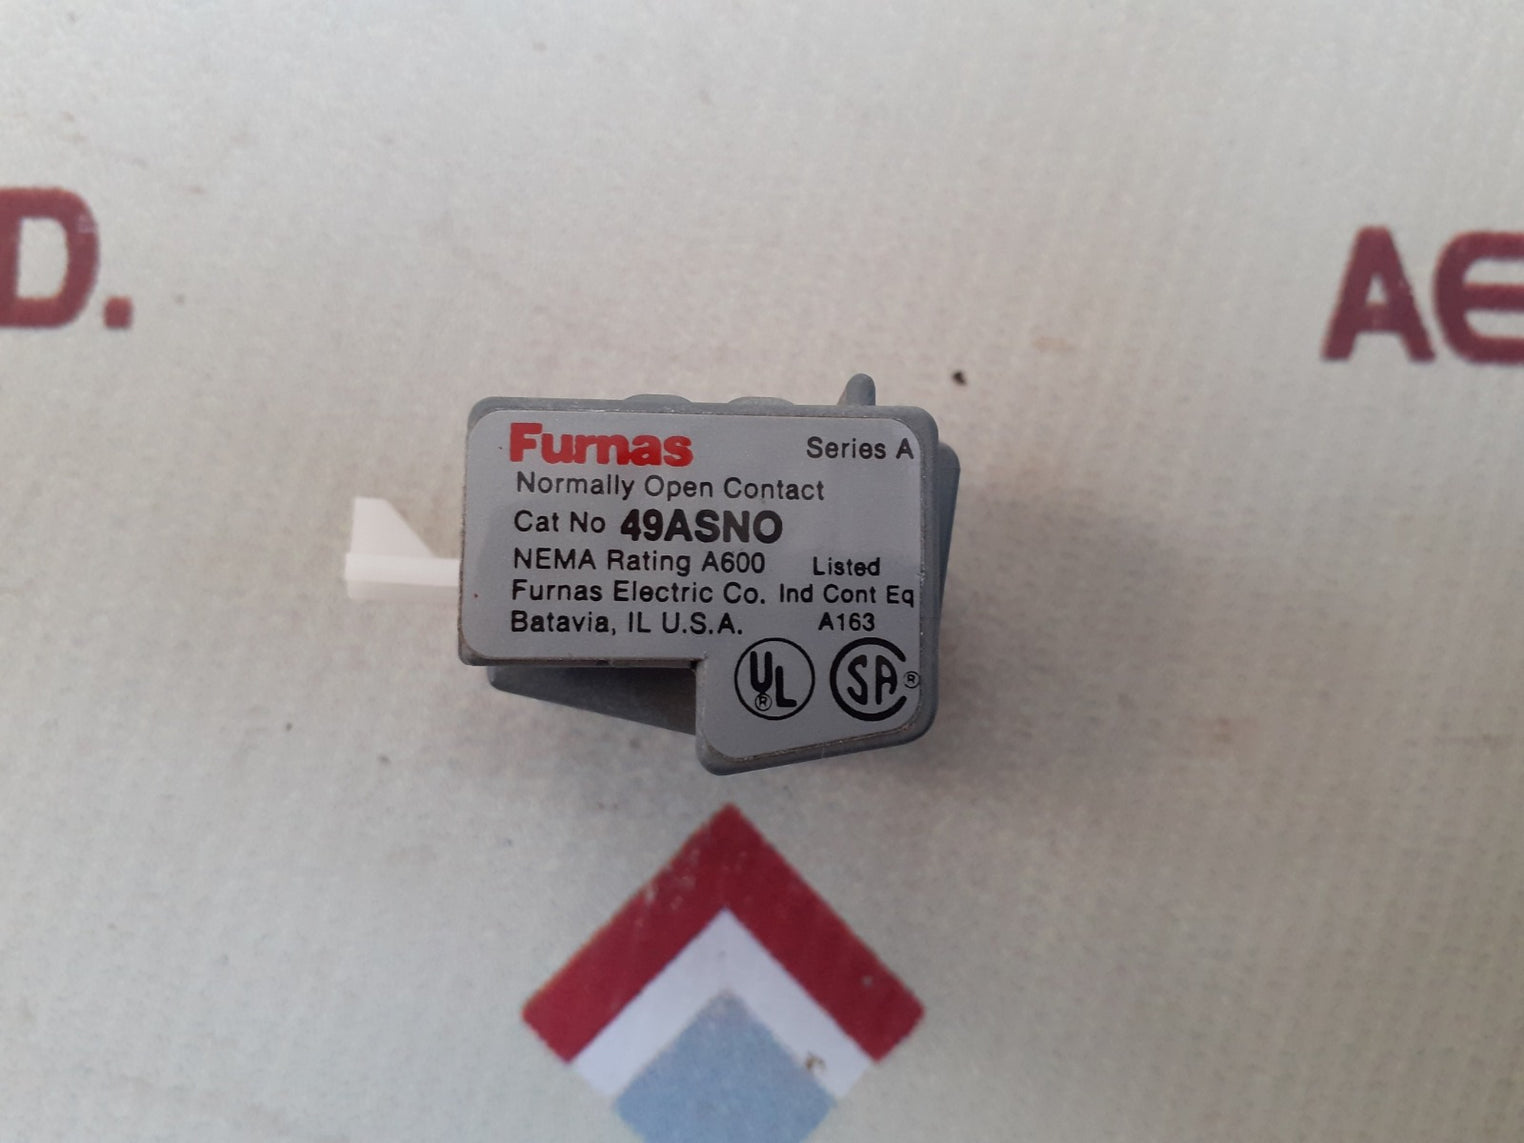 D.
AE
Furnas Series A
Normally Open Contact
Cat No 49ASNO
NEMA Rating A600 Listed
Furnas Electric Co. Ind Cont Eq
Batavia, IL U.S.A. A163
UL® SA®